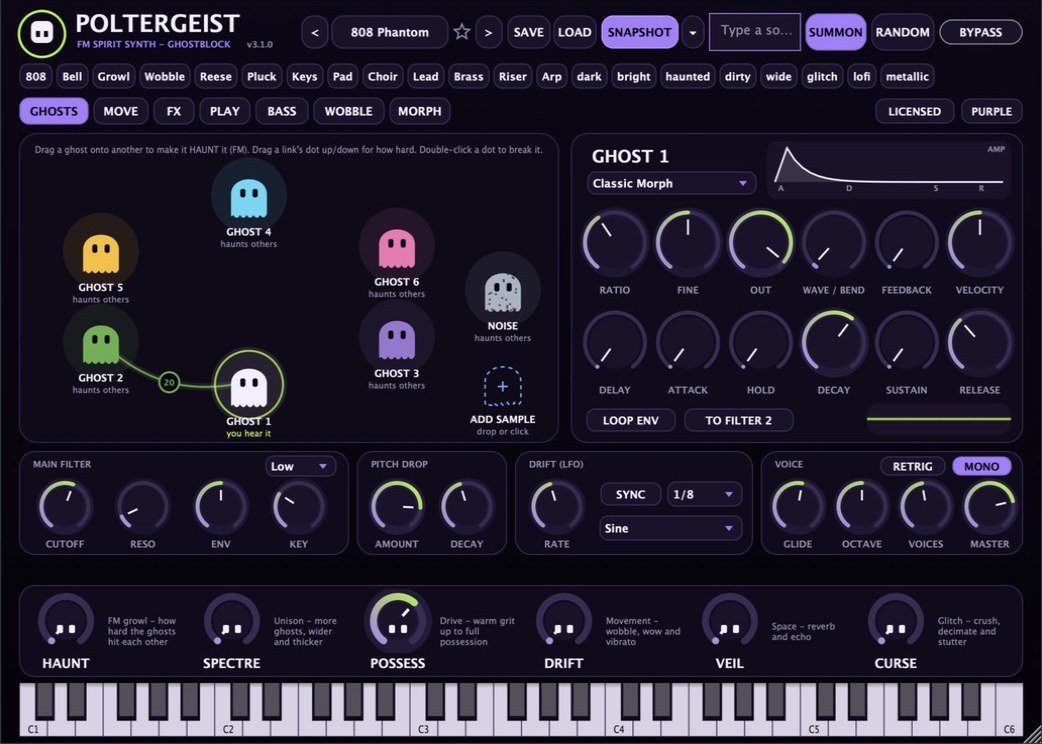 POLTERGEIST
FM SPIRIT SYNTH – GHOSTBLOCK v3.1.0
< 808 Phantom > SAVE LOAD SNAPSHOT Type a so... SUMMON RANDOM BYPASS
808 Bell Growl Wobble Reese Pluck Keys Pad Choir Lead Brass Riser Arp dark bright haunted dirty wide glitch lofi metallic
GHOSTS MOVE FX PLAY BASS WOBBLE MORPH LICENSED PURPLE
Drag a ghost onto another to make it HAUNT it (FM). Drag a link's dot up/down for how hard. Double-click a dot to break it.
GHOST 4
haunts others
GHOST 5
haunts others
GHOST 6
haunts others
NOISE
haunts others
GHOST 2
haunts others
20
GHOST 1
you hear it
GHOST 3
haunts others
+
ADD SAMPLE
drop or click
GHOST 1
Classic Morph
AMP
A D S R
RATIO FINE OUT WAVE / BEND FEEDBACK VELOCITY
DELAY ATTACK HOLD DECAY SUSTAIN RELEASE
LOOP ENV TO FILTER 2
MAIN FILTER Low
CUTOFF RESO ENV KEY
PITCH DROP
AMOUNT DECAY
DRIFT (LFO)
SYNC 1/8
Sine
RATE
VOICE RETRIG MONO
GLIDE OCTAVE VOICES MASTER
FM growl – how
hard the ghosts
hit each other
HAUNT
Unison – more
ghosts, wider
and thicker
SPECTRE
Drive – warm grit
up to full
possession
POSSESS
Movement –
wobble, wow and
vibrato
DRIFT
Space – reverb
and echo
VEIL
Glitch – crush,
decimate and
stutter
CURSE
C1 C2 C3 C4 C5 C6